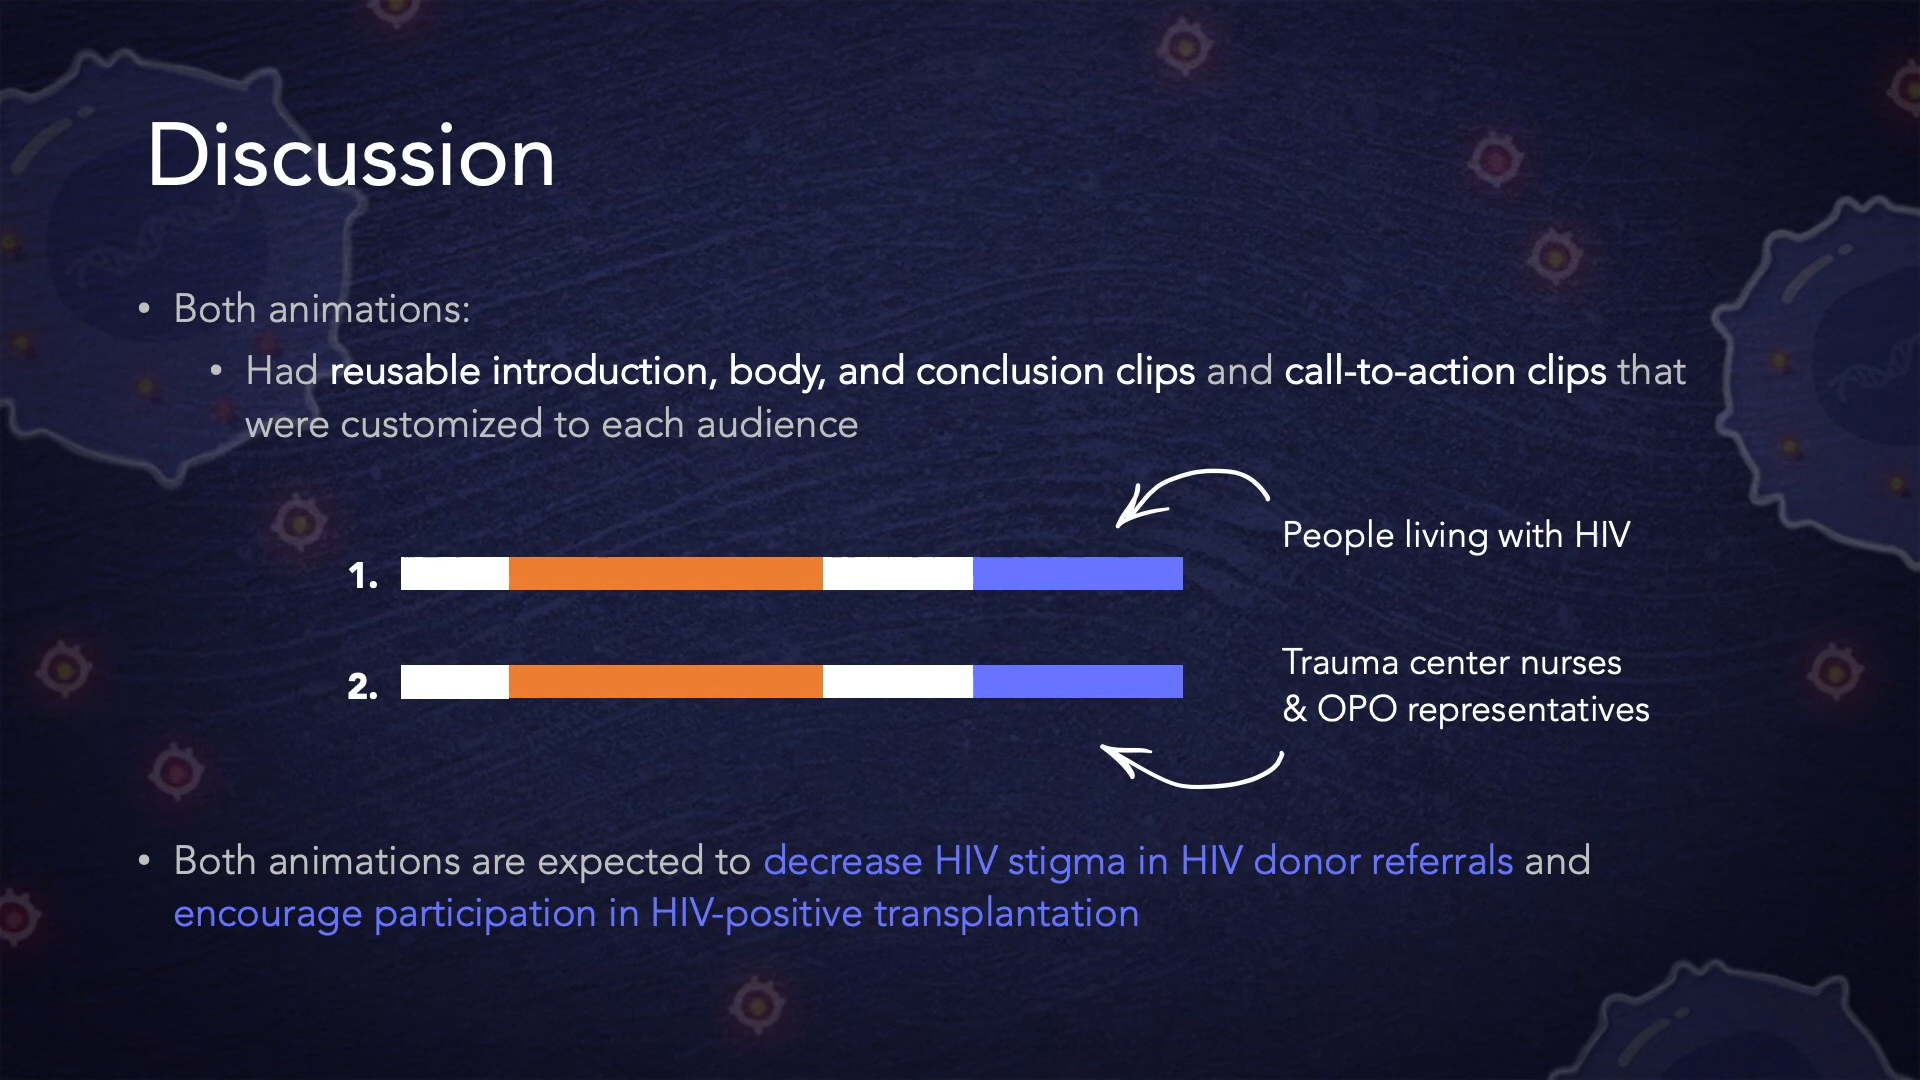 Discussion
• Both animations:
• Had reusable introduction, body, and conclusion clips and call-to-action clips that
were customized to each audience
People living with HIV
1.
Trauma center nurses
& OPO representatives
2.
• Both animations are expected to decrease HIV stigma in HIV donor referrals and
encourage participation in HIV-positive transplantation